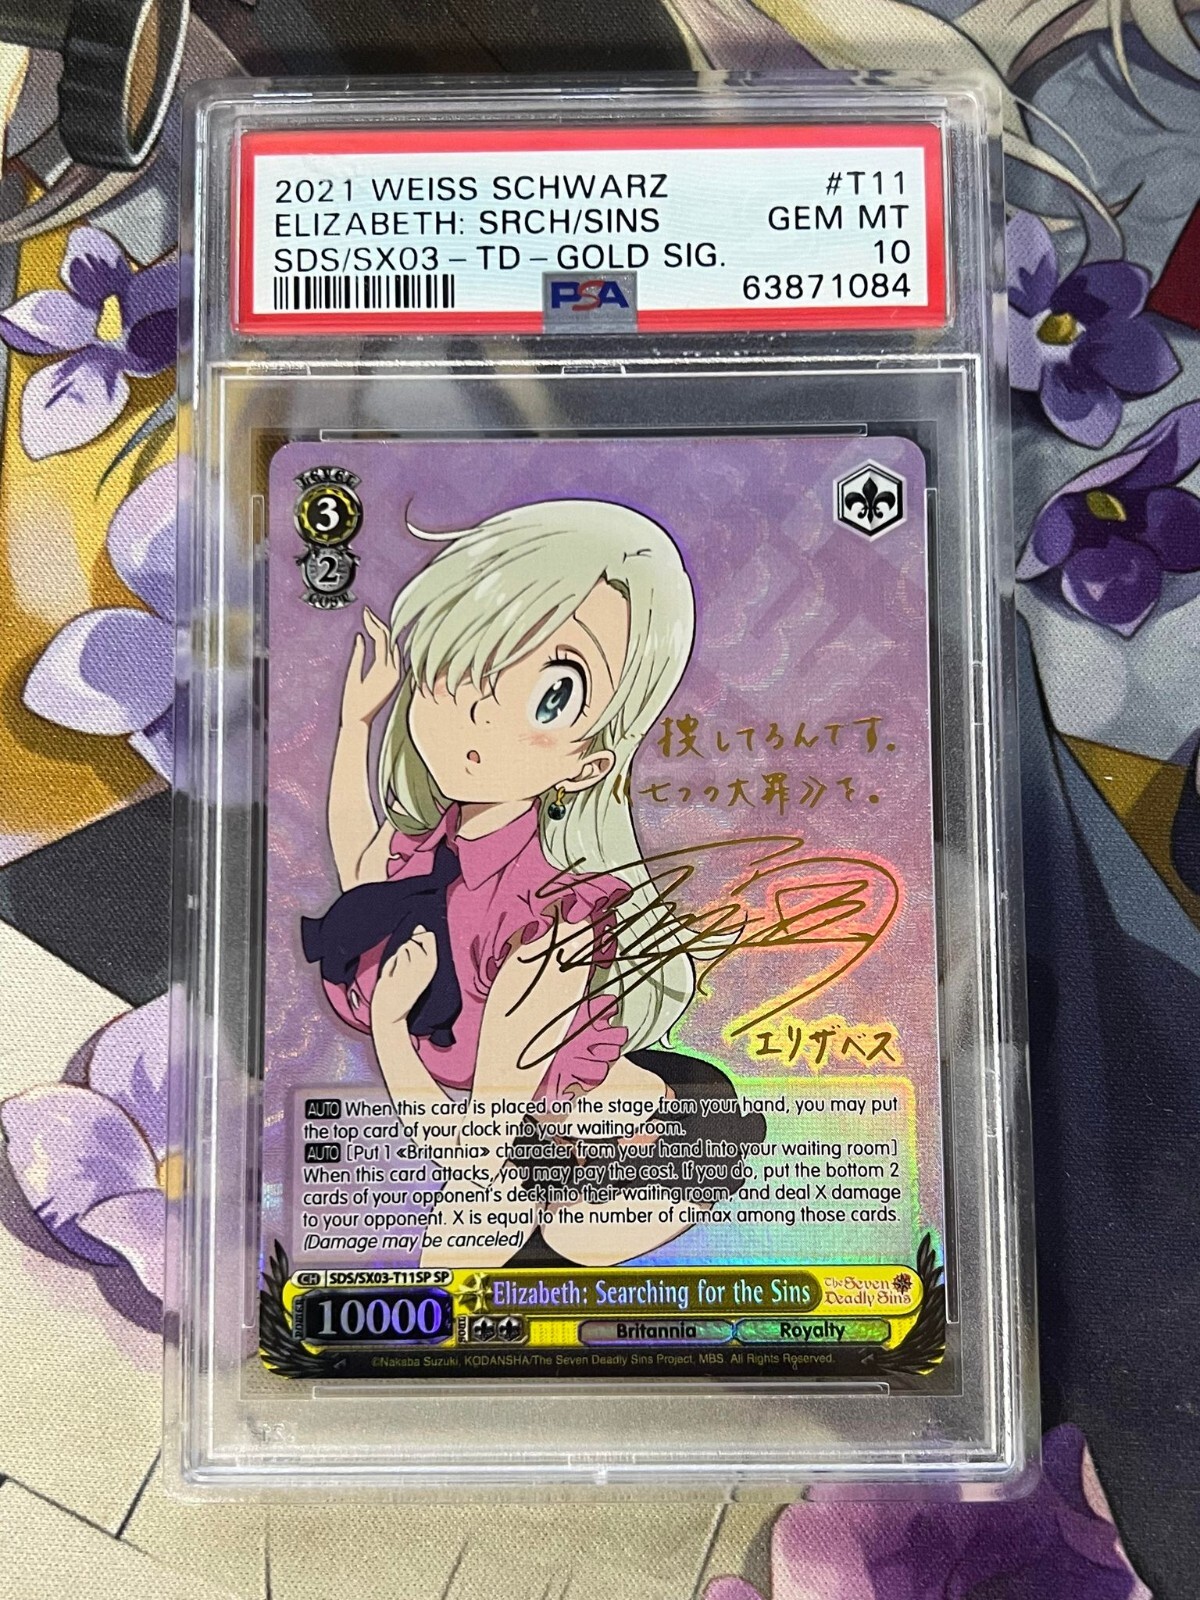 2021 WEISS SCHWARZ #T11
ELIZABETH: SRCH/SINS GEM MT
SDS/SX03 – TD – GOLD SIG. 10
PSA 63871084
LEVEL
3
2
COST
捜してるんです。
《七つの大罪》を。
エリザベス
AUTO When this card is placed on the stage from your hand, you may put
the top card of your clock into your waiting room.
AUTO [Put 1 «Britannia» character from your hand into your waiting room]
When this card attacks, you may pay the cost. If you do, put the bottom 2
cards of your opponent's deck into their waiting room, and deal X damage
to your opponent. X is equal to the number of climax among those cards.
(Damage may be canceled)
CH SDS/SX03-T11SP SP
Elizabeth: Searching for the Sins
The Seven
Deadly Sins
POWER 10000 SOUL Britannia Royalty
©Nakaba Suzuki, KODANSHA/The Seven Deadly Sins Project, MBS. All Rights Reserved.